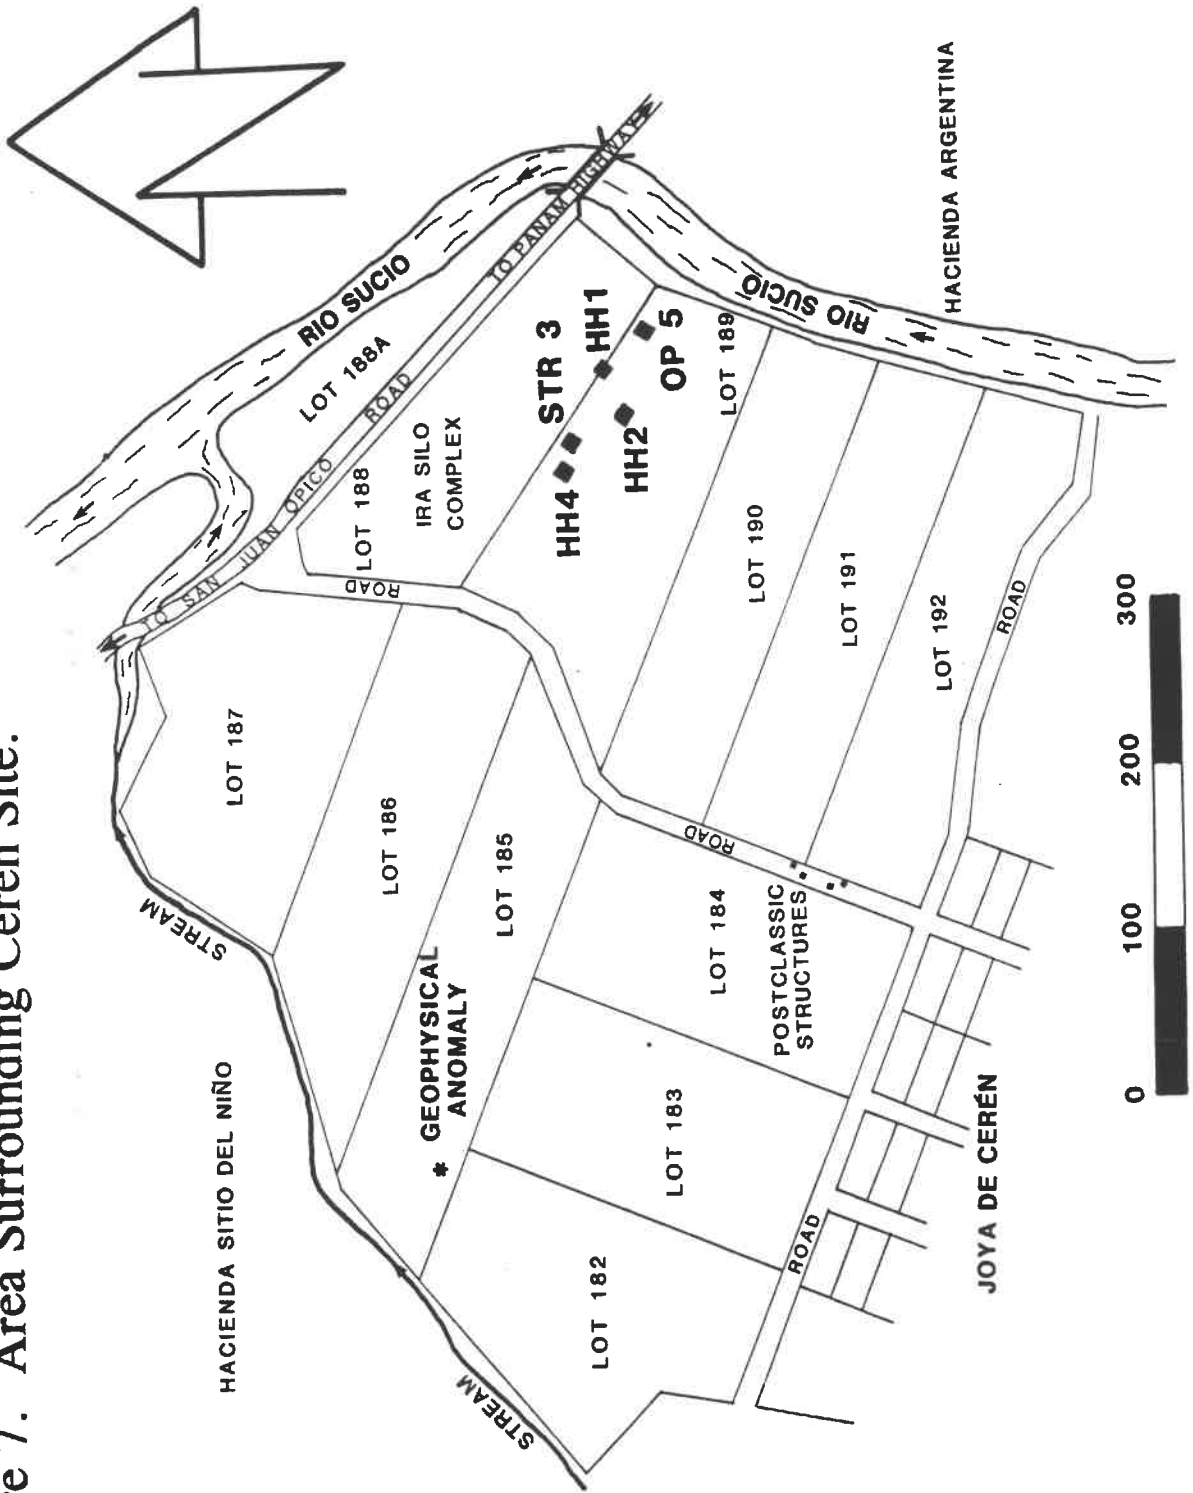 7. Area Surrounding Ceren Site.
RIO SUCIO
LOT 188A
TO SAN JUAN OPICO ROAD TO PANAM HIGHWAY
LOT 188
IRA SILO
COMPLEX
ROAD
STR 3
HH1
HH4
HH2
OP 5
LOT 189
RIO SUCIO
HACIENDA ARGENTINA
LOT 190
LOT 191
LOT 192
ROAD
LOT 187
LOT 186
LOT 185
ROAD
LOT 184
POSTCLASSIC
STRUCTURES
STREAM
HACIENDA SITIO DEL NIÑO
* GEOPHYSICAL
ANOMALY
LOT 183
LOT 182
STREAM
ROAD
JOYA DE CERÉN
0 100 200 300